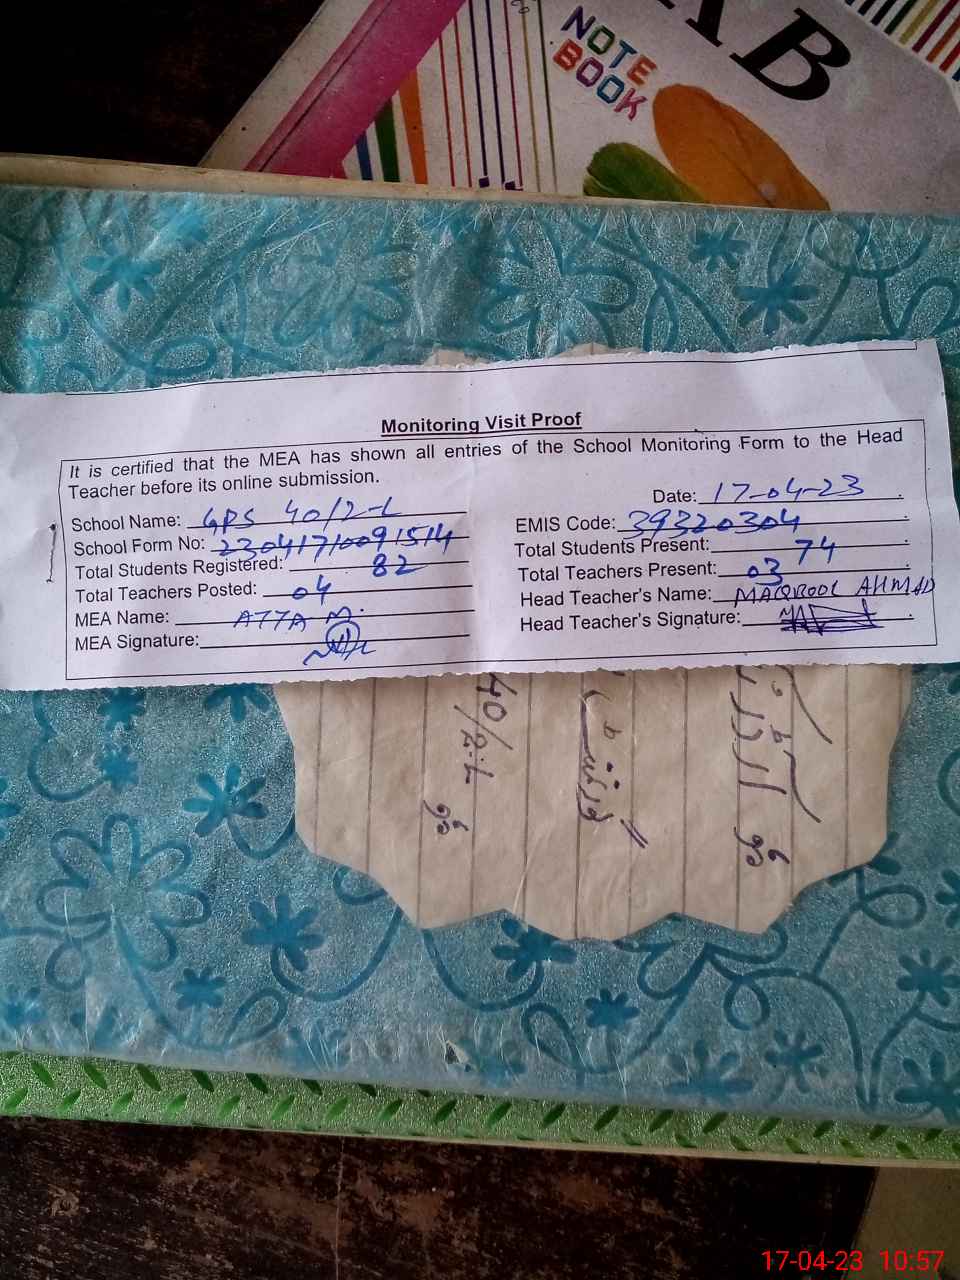 NOTE
BOOK
AB
Monitoring Visit Proof
It is certified that the MEA has shown all entries of the School Monitoring Form to the Head
Teacher before its online submission.
Date: 17-04-23
School Name: GPS 40/2-L
EMIS Code: 39320304
School Form No: 23041710091514
Total Students Present: 74
Total Students Registered: 82
Total Teachers Present: 03
Total Teachers Posted: 04
Head Teacher's Name: MAQBOOL AHMAD
MEA Name: ATTA M.
Head Teacher's Signature:
MEA Signature:
40/2-L
17-04-23 10:57